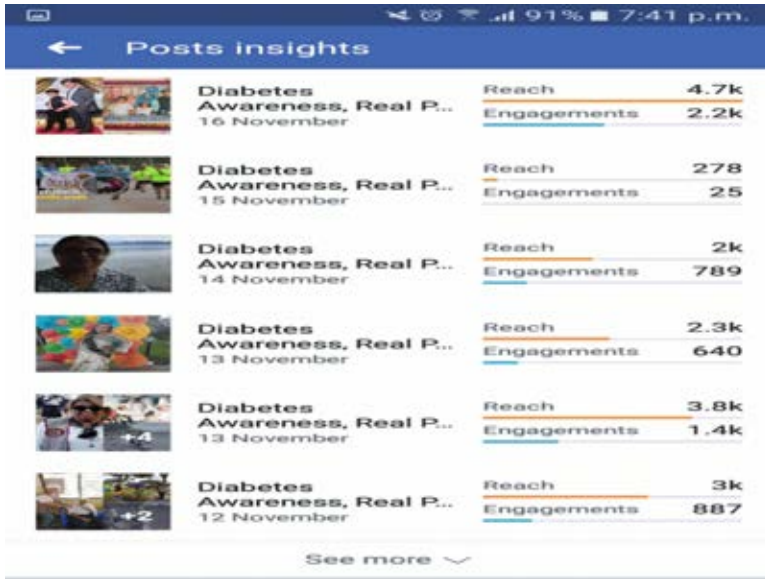 91% 7:41 p.m.
Posts insights
Diabetes
Awareness, Real P...
16 November
Reach 4.7k
Engagements 2.2k
Diabetes
Awareness, Real P...
15 November
Reach 278
Engagements 25
Diabetes
Awareness, Real P...
14 November
Reach 2k
Engagements 789
Diabetes
Awareness, Real P...
13 November
Reach 2.3k
Engagements 640
+4
Diabetes
Awareness, Real P...
13 November
Reach 3.8k
Engagements 1.4k
+2
Diabetes
Awareness, Real P...
12 November
Reach 3k
Engagements 887
See more